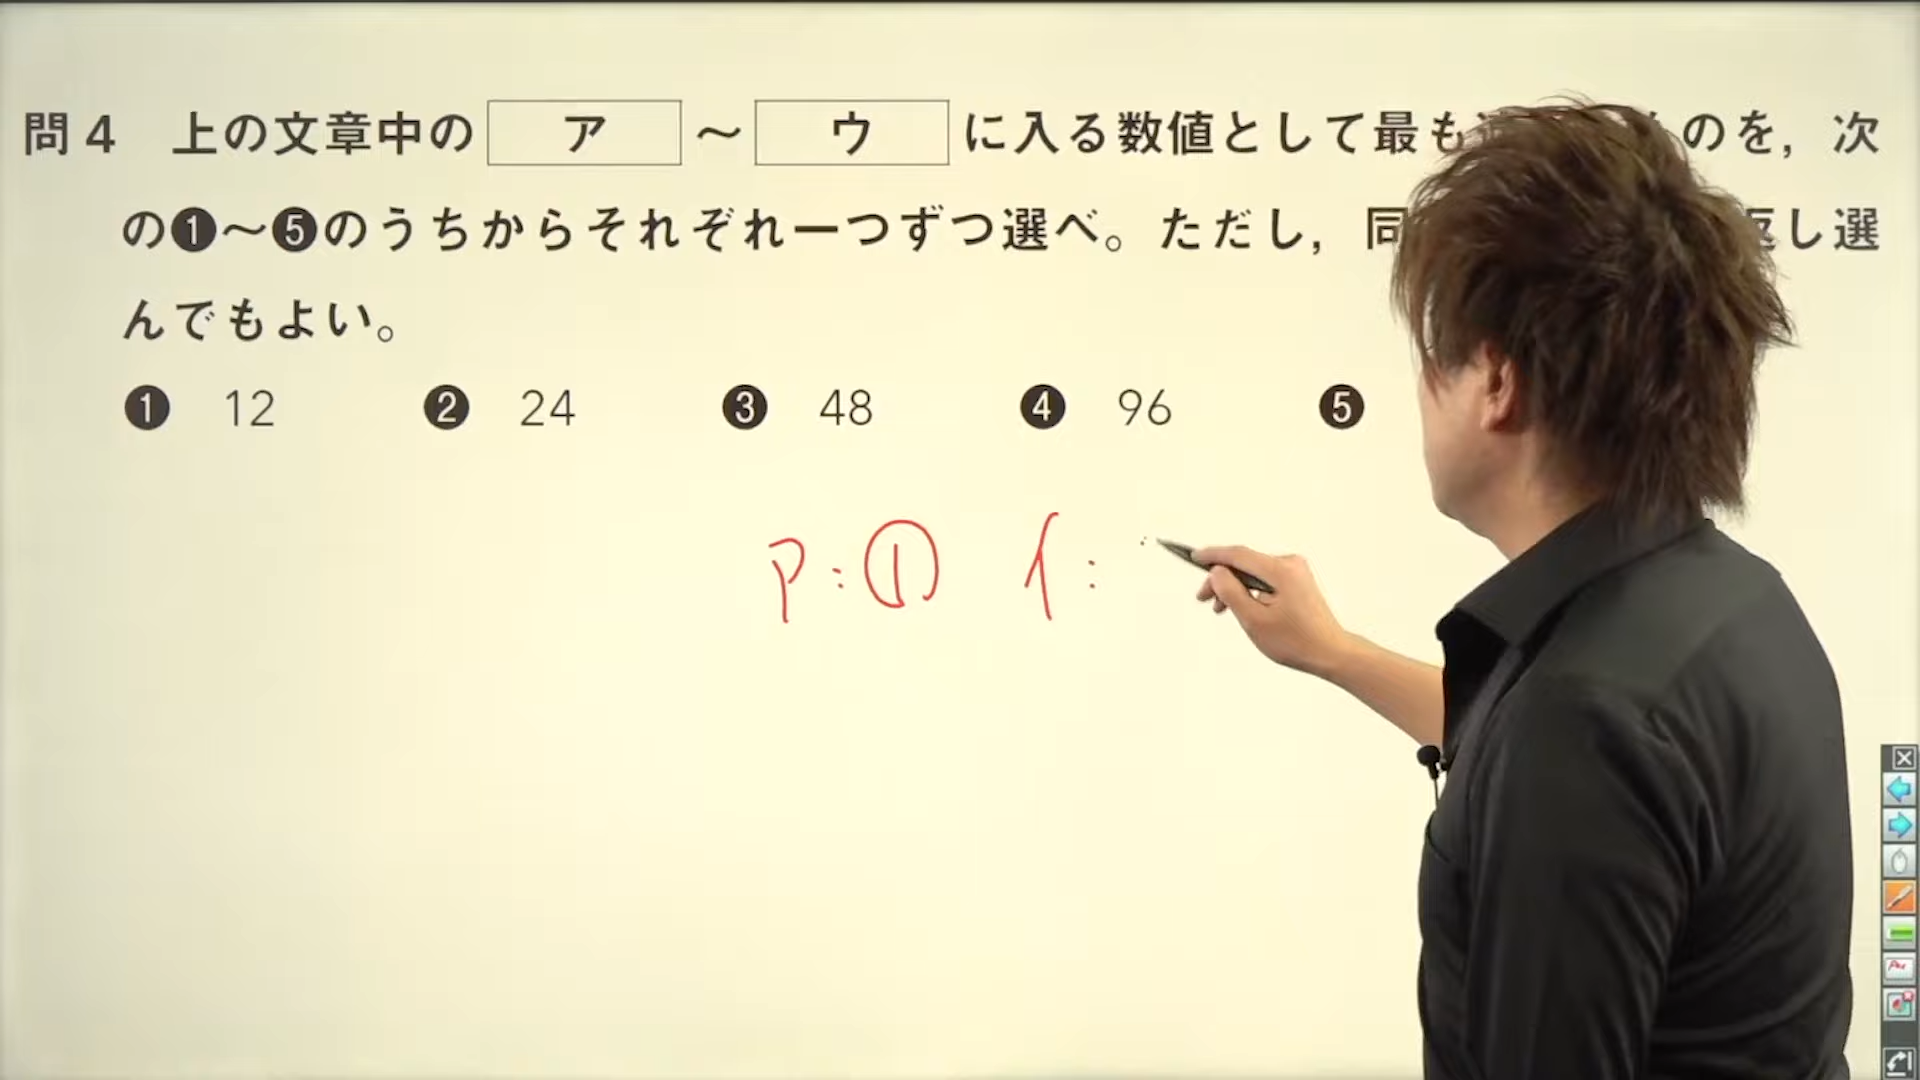 問4 上の文章中の ア ～ ウ に入る数値として最も のを，次
の❶～❺のうちからそれぞれ一つずつ選べ。ただし，同 返し選
んでもよい。
❶ 12 ❷ 24 ❸ 48 ❹ 96 ❺
ア:① イ: